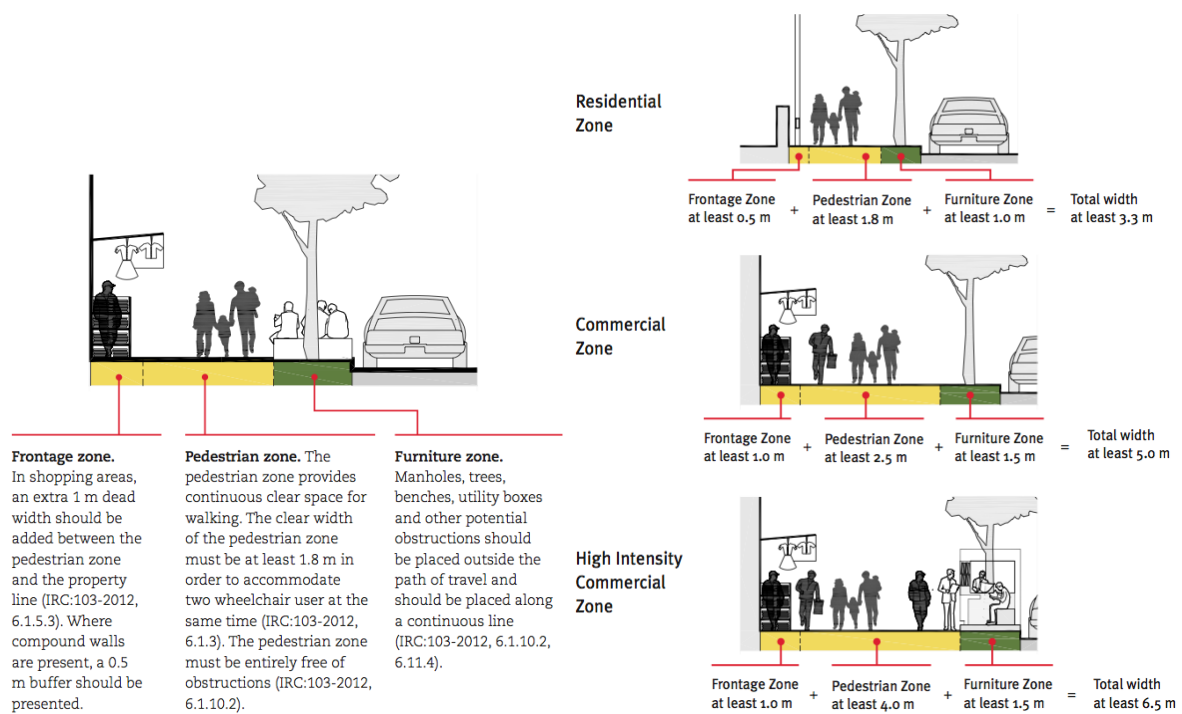 Frontage zone.
In shopping areas,
an extra 1 m dead
width should be
added between the
pedestrian zone
and the property
line (IRC:103-2012,
6.1.5.3). Where
compound walls
are present, a 0.5
m buffer should be
presented.
Pedestrian zone. The
pedestrian zone provides
continuous clear space for
walking. The clear width
of the pedestrian zone
must be at least 1.8 m in
order to accommodate
two wheelchair user at the
same time (IRC:103-2012,
6.1.3). The pedestrian zone
must be entirely free of
obstructions (IRC:103-2012,
6.1.10.2).
Furniture zone.
Manholes, trees,
benches, utility boxes
and other potential
obstructions should
be placed outside the
path of travel and
should be placed along
a continuous line
(IRC:103-2012, 6.1.10.2,
6.11.4).
Residential
Zone
Frontage Zone
at least 0.5 m
+
Pedestrian Zone
at least 1.8 m
+
Furniture Zone
at least 1.0 m
=
Total width
at least 3.3 m
Commercial
Zone
Frontage Zone
at least 1.0 m
+
Pedestrian Zone
at least 2.5 m
+
Furniture Zone
at least 1.5 m
=
Total width
at least 5.0 m
High Intensity
Commercial
Zone
Frontage Zone
at least 1.0 m
+
Pedestrian Zone
at least 4.0 m
+
Furniture Zone
at least 1.5 m
=
Total width
at least 6.5 m